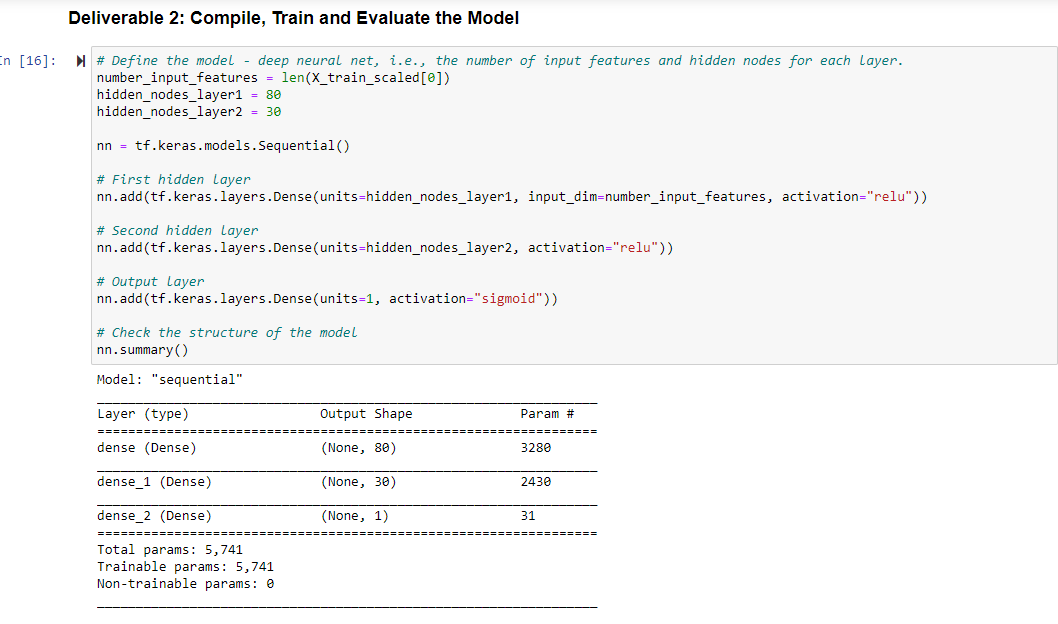 Deliverable 2: Compile, Train and Evaluate the Model
In [16]:
# Define the model - deep neural net, i.e., the number of input features and hidden nodes for each layer.
number_input_features = len(X_train_scaled[0])
hidden_nodes_layer1 = 80
hidden_nodes_layer2 = 30
nn = tf.keras.models.Sequential()
# First hidden layer
nn.add(tf.keras.layers.Dense(units=hidden_nodes_layer1, input_dim=number_input_features, activation="relu"))
# Second hidden layer
nn.add(tf.keras.layers.Dense(units=hidden_nodes_layer2, activation="relu"))
# Output layer
nn.add(tf.keras.layers.Dense(units=1, activation="sigmoid"))
# Check the structure of the model
nn.summary()
Model: "sequential"
Layer (type) Output Shape Param #
dense (Dense) (None, 80) 3280
dense_1 (Dense) (None, 30) 2430
dense_2 (Dense) (None, 1) 31
Total params: 5,741
Trainable params: 5,741
Non-trainable params: 0